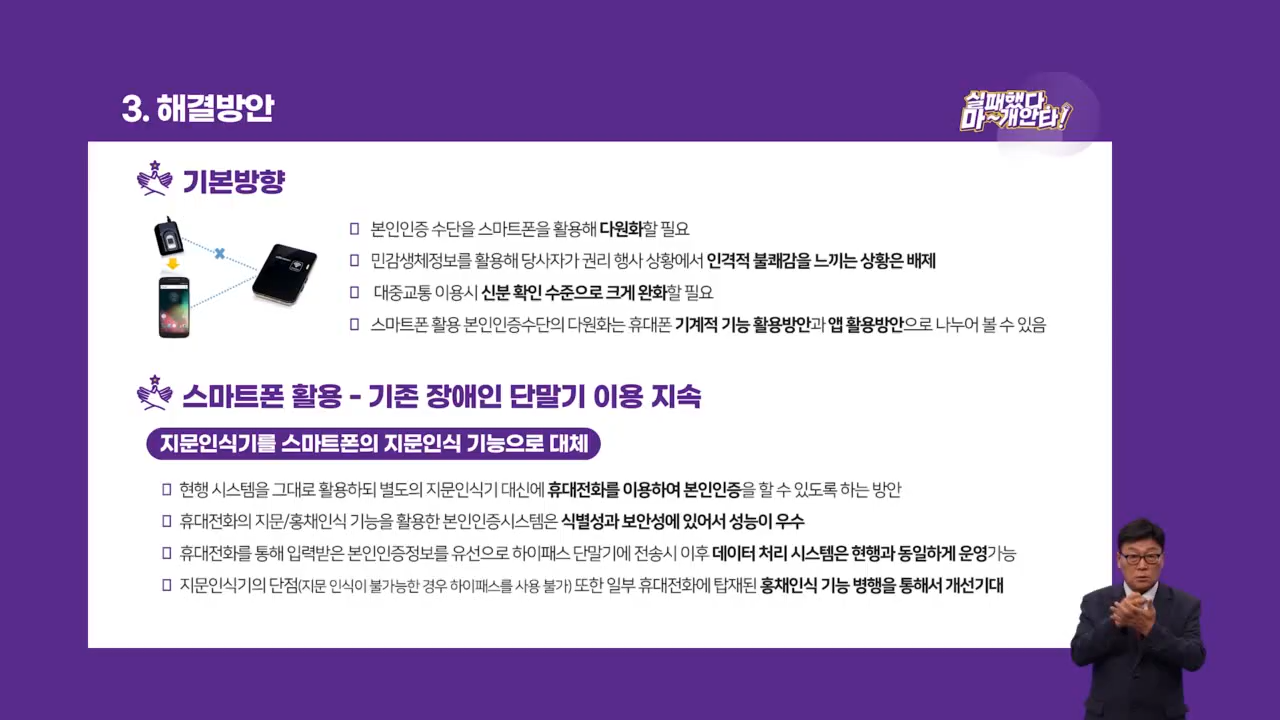 3. 해결방안
실패했다
마~개안타!
기본방향
본인인증 수단을 스마트폰을 활용해 다원화할 필요
민감생체정보를 활용해 당사자가 권리 행사 상황에서 인격적 불쾌감을 느끼는 상황은 배제
대중교통 이용시 신분 확인 수준으로 크게 완화할 필요
스마트폰 활용 본인인증수단의 다원화는 휴대폰 기계적 기능 활용방안과 앱 활용방안으로 나누어 볼 수 있음
스마트폰 활용 - 기존 장애인 단말기 이용 지속
지문인식기를 스마트폰의 지문인식 기능으로 대체
현행 시스템을 그대로 활용하되 별도의 지문인식기 대신에 휴대전화를 이용하여 본인인증을 할 수 있도록 하는 방안
휴대전화의 지문/홍채인식 기능을 활용한 본인인증시스템은 식별성과 보안성에 있어서 성능이 우수
휴대전화를 통해 입력받은 본인인증정보를 유선으로 하이패스 단말기에 전송시 이후 데이터 처리 시스템은 현행과 동일하게 운영가능
지문인식기의 단점(지문 인식이 불가능한 경우 하이패스를 사용 불가) 또한 일부 휴대전화에 탑재된 홍채인식 기능 병행을 통해서 개선기대